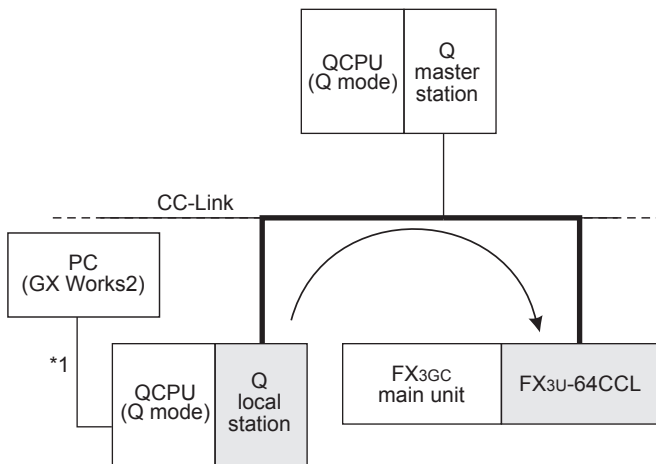 QCPU
(Q mode)
Q
master
station
CC-Link
PC
(GX Works2)
*1
QCPU
(Q mode)
Q
local
station
FX3GC
main unit
FX3U-64CCL